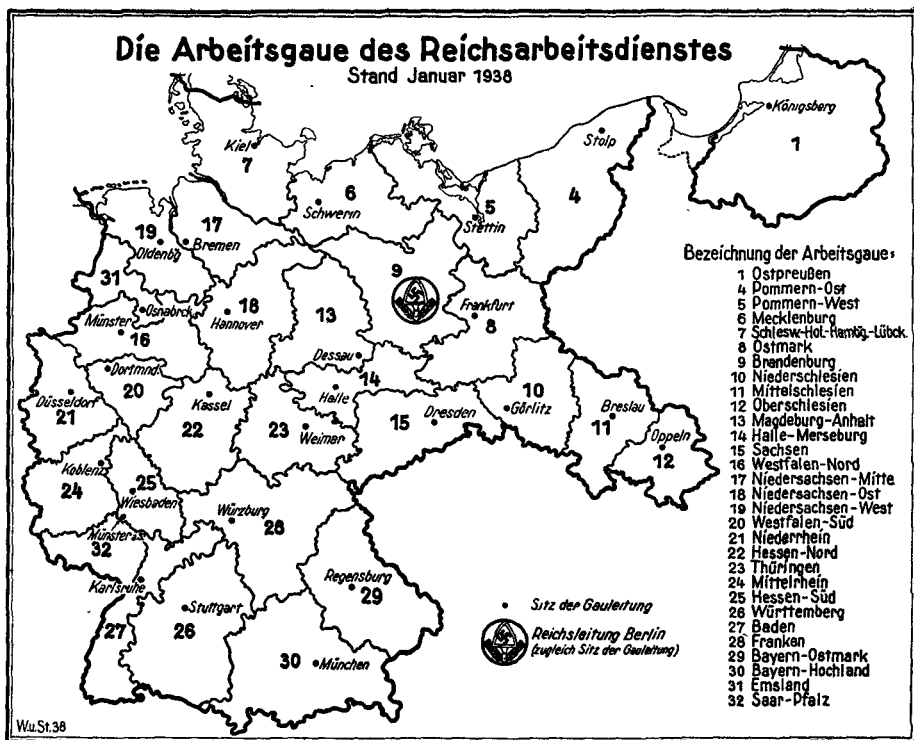 Die Arbeitsgaue des Reichsarbeitsdienstes
Stand Januar 1938
Königsberg
1
Kiel
7
Stolp
4
6
Schwerin
5
Stettin
17
19
Bremen
Oldenbg
9
31
Osnabrck
18
Hannover
Münster
16
13
Frankfurt
8
Dessau
Dortmnd
20
14
Halle
10
Görlitz
Kassel
22
Düsseldorf
21
23
Weimar
15
Dresden
Breslau
11
Oppeln
12
Koblenz
24
25
Wiesbaden
Würzburg
28
Münster a.St.
32
Karlsruhe
Regensburg
29
Stuttgart
26
27
30
München
Bezeichnung der Arbeitsgaue:
1 Ostpreußen
4 Pommern-Ost
5 Pommern-West
6 Mecklenburg
7 Schlesw.-Hol.-Hambg.-Lübck.
8 Ostmark
9 Brandenburg
10 Niederschlesien
11 Mittelschlesien
12 Oberschlesien
13 Magdeburg-Anhalt
14 Halle-Merseburg
15 Sachsen
16 Westfalen-Nord
17 Niedersachsen-Mitte
18 Niedersachsen-Ost
19 Niedersachsen-West
20 Westfalen-Süd
21 Niederrhein
22 Hessen-Nord
23 Thüringen
24 Mittelrhein
25 Hessen-Süd
26 Württemberg
27 Baden
28 Franken
29 Bayern-Ostmark
30 Bayern-Hochland
31 Emsland
32 Saar-Pfalz
Sitz der Gauleitung
Reichsleitung Berlin
(zugleich Sitz der Gauleitung)
W.u.St.38